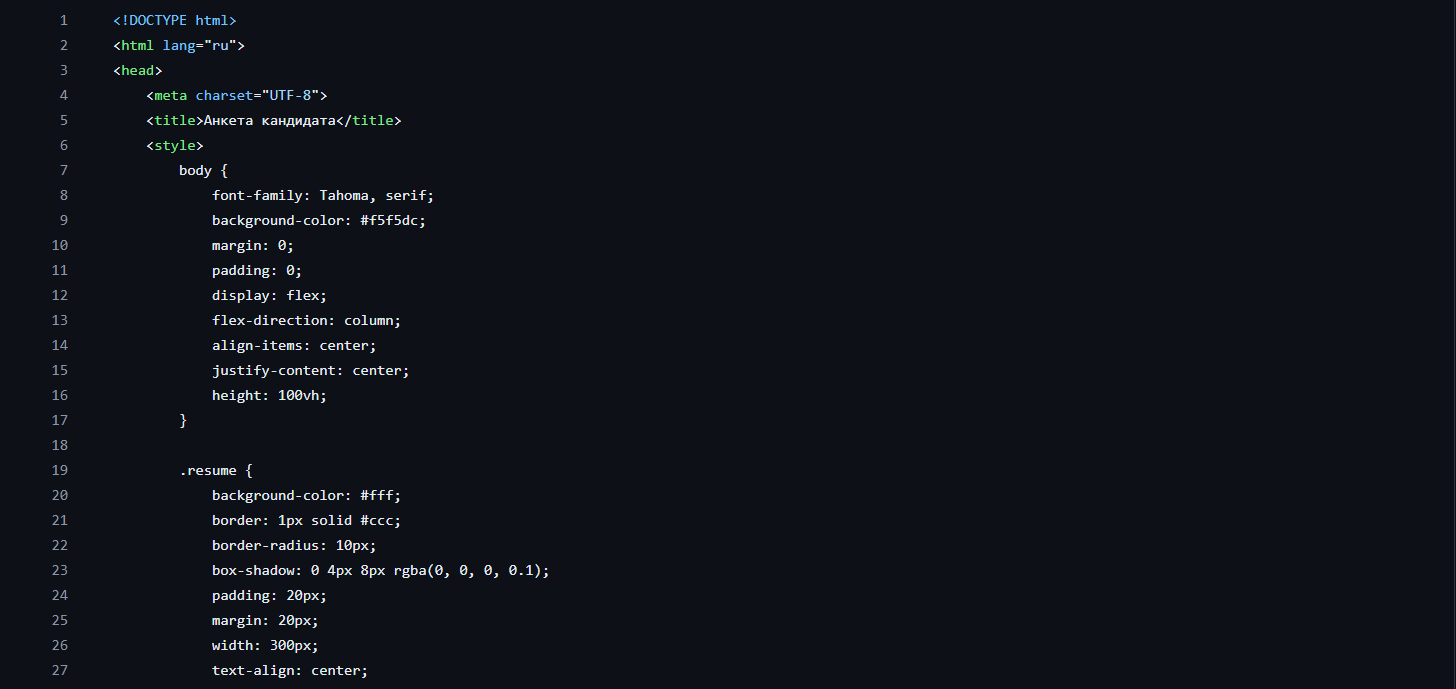 1 <!DOCTYPE html>
2 <html lang="ru">
3 <head>
4 <meta charset="UTF-8">
5 <title>Анкета кандидата</title>
6 <style>
7 body {
8 font-family: Tahoma, serif;
9 background-color: #f5f5dc;
10 margin: 0;
11 padding: 0;
12 display: flex;
13 flex-direction: column;
14 align-items: center;
15 justify-content: center;
16 height: 100vh;
17 }
18
19 .resume {
20 background-color: #fff;
21 border: 1px solid #ccc;
22 border-radius: 10px;
23 box-shadow: 0 4px 8px rgba(0, 0, 0, 0.1);
24 padding: 20px;
25 margin: 20px;
26 width: 300px;
27 text-align: center;